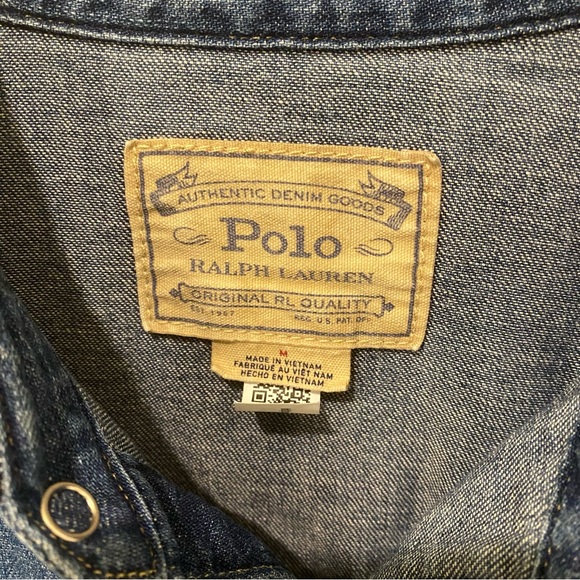 AUTHENTIC DENIM GOODS
Polo
RALPH LAUREN
ORIGINAL RL QUALITY
EST. 1967 REG. U.S. PAT. OFF.
M
MADE IN VIETNAM
FABRIQUÉ AU VIÊT NAM
HECHO EN VIETNAM